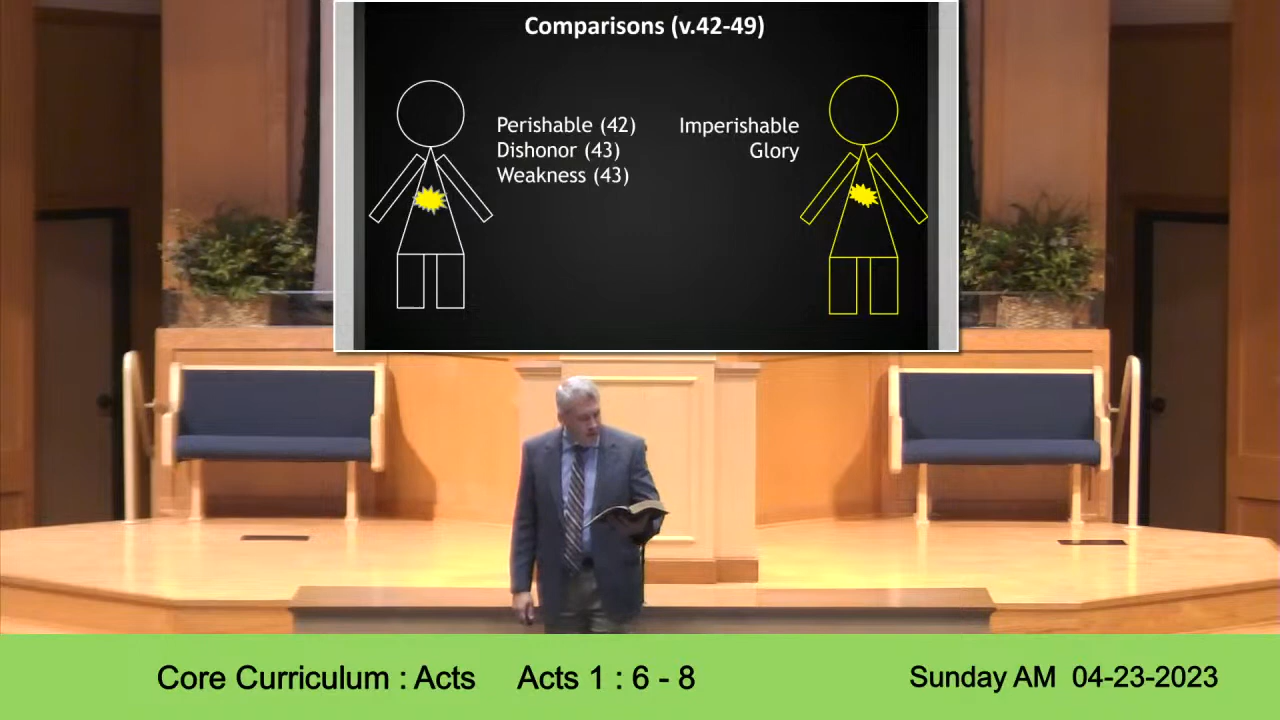 Comparisons (v.42-49)
Perishable (42)
Dishonor (43)
Weakness (43)
Imperishable
Glory
Core Curriculum : Acts Acts 1 : 6 - 8 Sunday AM 04-23-2023